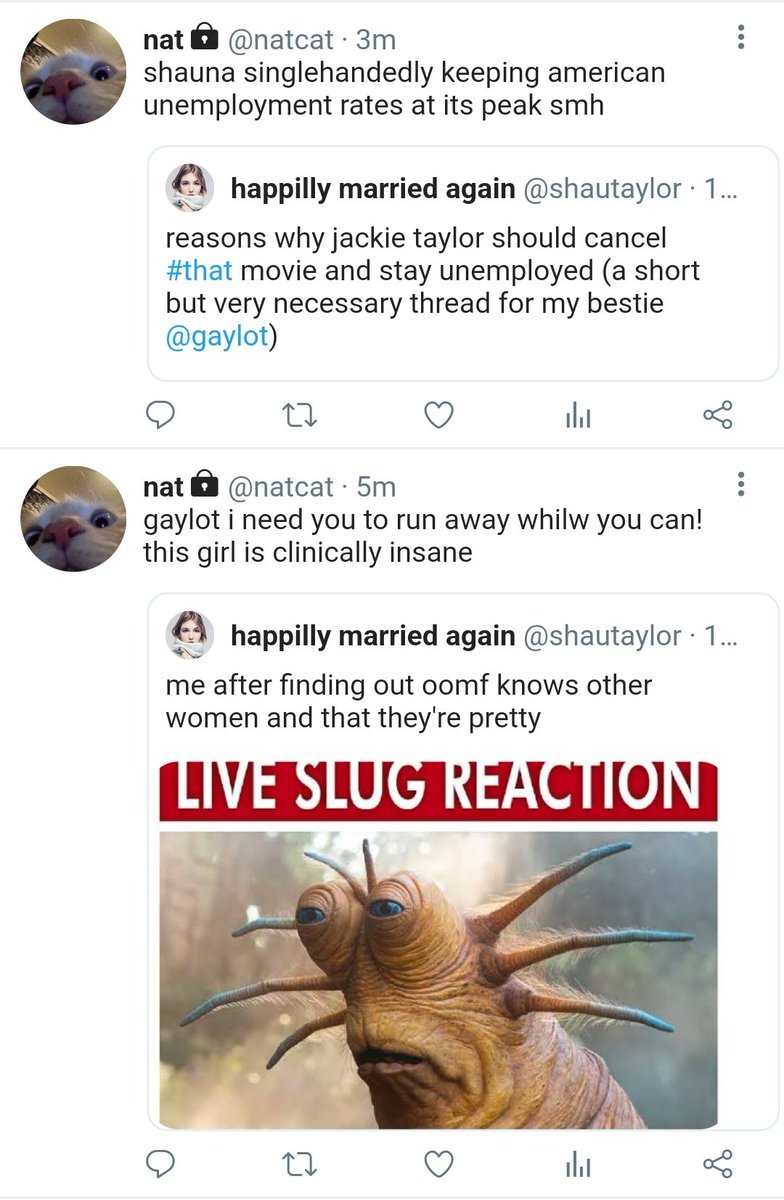 nat 🔒 @natcat · 3m
shauna singlehandedly keeping american
unemployment rates at its peak smh
happilly married again @shautaylor · 1...
reasons why jackie taylor should cancel
#that movie and stay unemployed (a short
but very necessary thread for my bestie
@gaylot)
nat 🔒 @natcat · 5m
gaylot i need you to run away whilw you can!
this girl is clinically insane
happilly married again @shautaylor · 1...
me after finding out oomf knows other
women and that they're pretty
LIVE SLUG REACTION